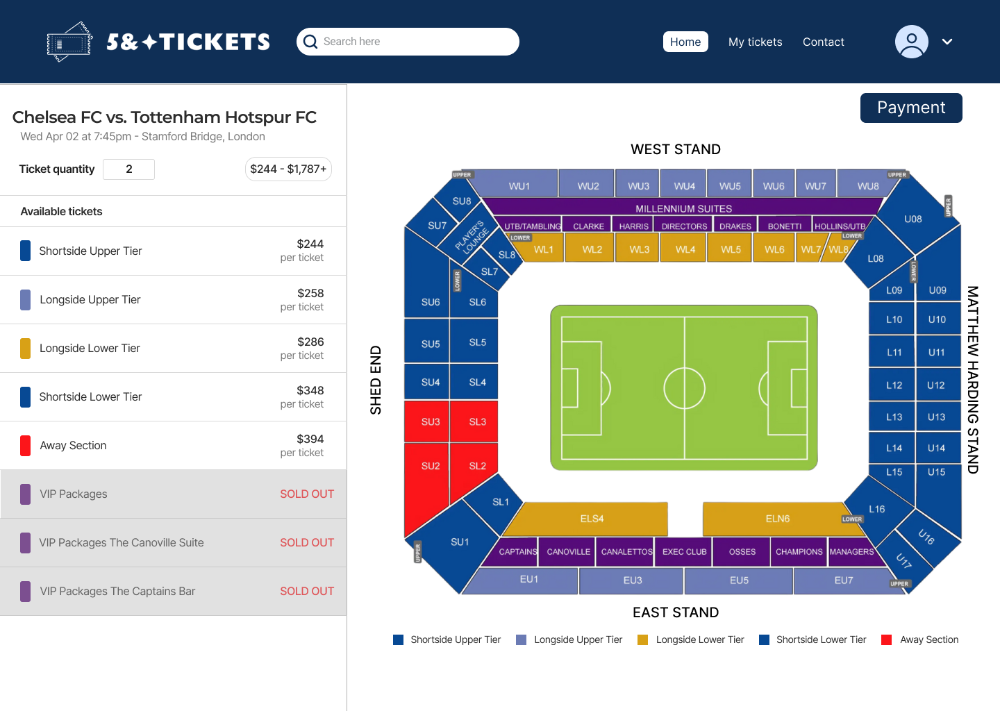 5&✦TICKETS
Search here
Home
My tickets
Contact
Chelsea FC vs. Tottenham Hotspur FC
Wed Apr 02 at 7:45pm - Stamford Bridge, London
Ticket quantity
2
$244 - $1,787+
Available tickets
Shortside Upper Tier
$244
per ticket
Longside Upper Tier
$258
per ticket
Longside Lower Tier
$286
per ticket
Shortside Lower Tier
$348
per ticket
Away Section
$394
per ticket
VIP Packages
SOLD OUT
VIP Packages The Canoville Suite
SOLD OUT
VIP Packages The Captains Bar
SOLD OUT
Payment
WEST STAND
UPPER
WU1
WU2
WU3
WU4
WU5
WU6
WU7
WU8
UPPER
UPPER
MILLENNIUM SUITES
UTB/TAMBLING
CLARKE
HARRIS
DIRECTORS
DRAKES
BONETTI
HOLLINS/UTB
LOWER
WL1
WL2
WL3
WL4
WL5
WL6
WL7
WL8
LOWER
SU8
SU7
PLAYER'S
LOUNGE
SL8
SL7
LOWER
SU6
SL6
SU5
SL5
SU4
SL4
SU3
SL3
SU2
SL2
SL1
SU1
UPPER
SHED END
U08
L08
LOWER
L09
U09
L10
U10
L11
U11
L12
U12
L13
U13
L14
U14
L15
U15
L16
LOWER
U16
U17
UPPER
MATTHEW HARDING STAND
ELS4
ELN6
CAPTAINS
CANOVILLE
CANALETTOS
EXEC CLUB
OSSES
CHAMPIONS
MANAGERS
EU1
EU3
EU5
EU7
EAST STAND
Shortside Upper Tier
Longside Upper Tier
Longside Lower Tier
Shortside Lower Tier
Away Section